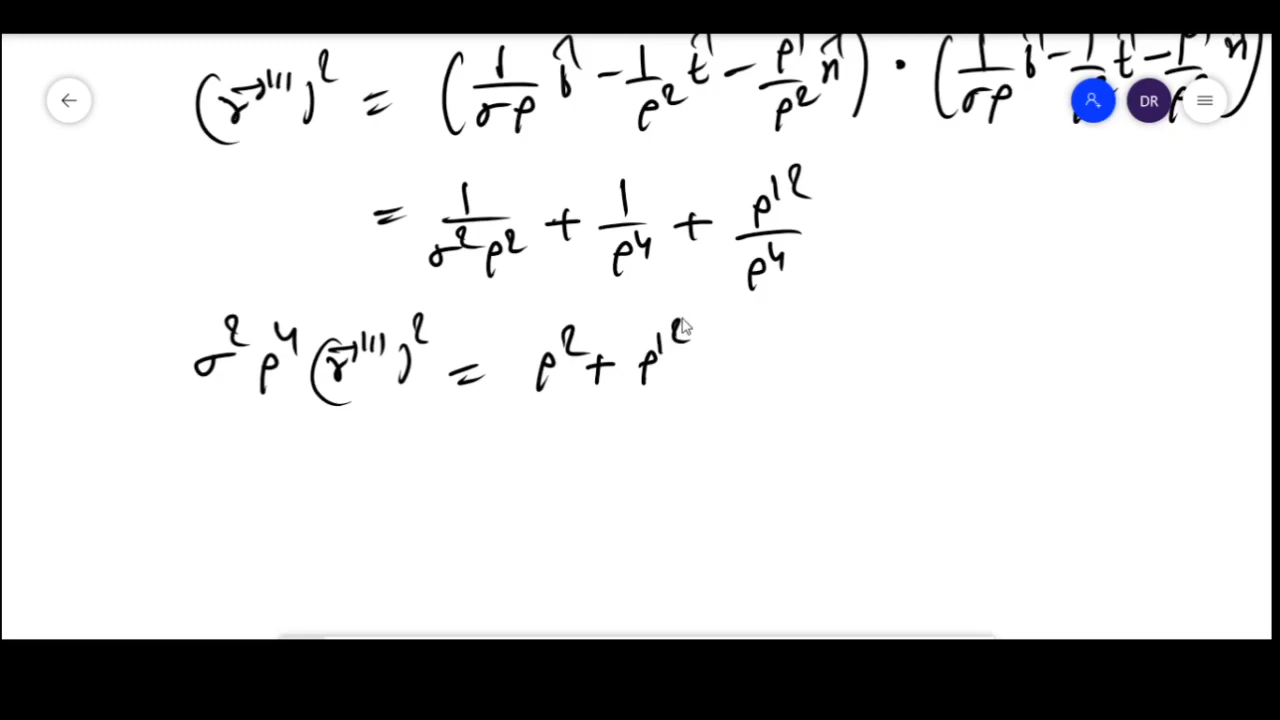 (r⃗''')² = (1/σρ b̂ − 1/ρ² t̂ − ρ'/ρ² n̂) · (1/σρ b̂ − 1/ρ² t̂ − ρ'/ρ² n̂)
DR
= 1/σ²ρ² + 1/ρ⁴ + ρ'²/ρ⁴
σ²ρ⁴(r⃗''')² = ρ² + ρ'²